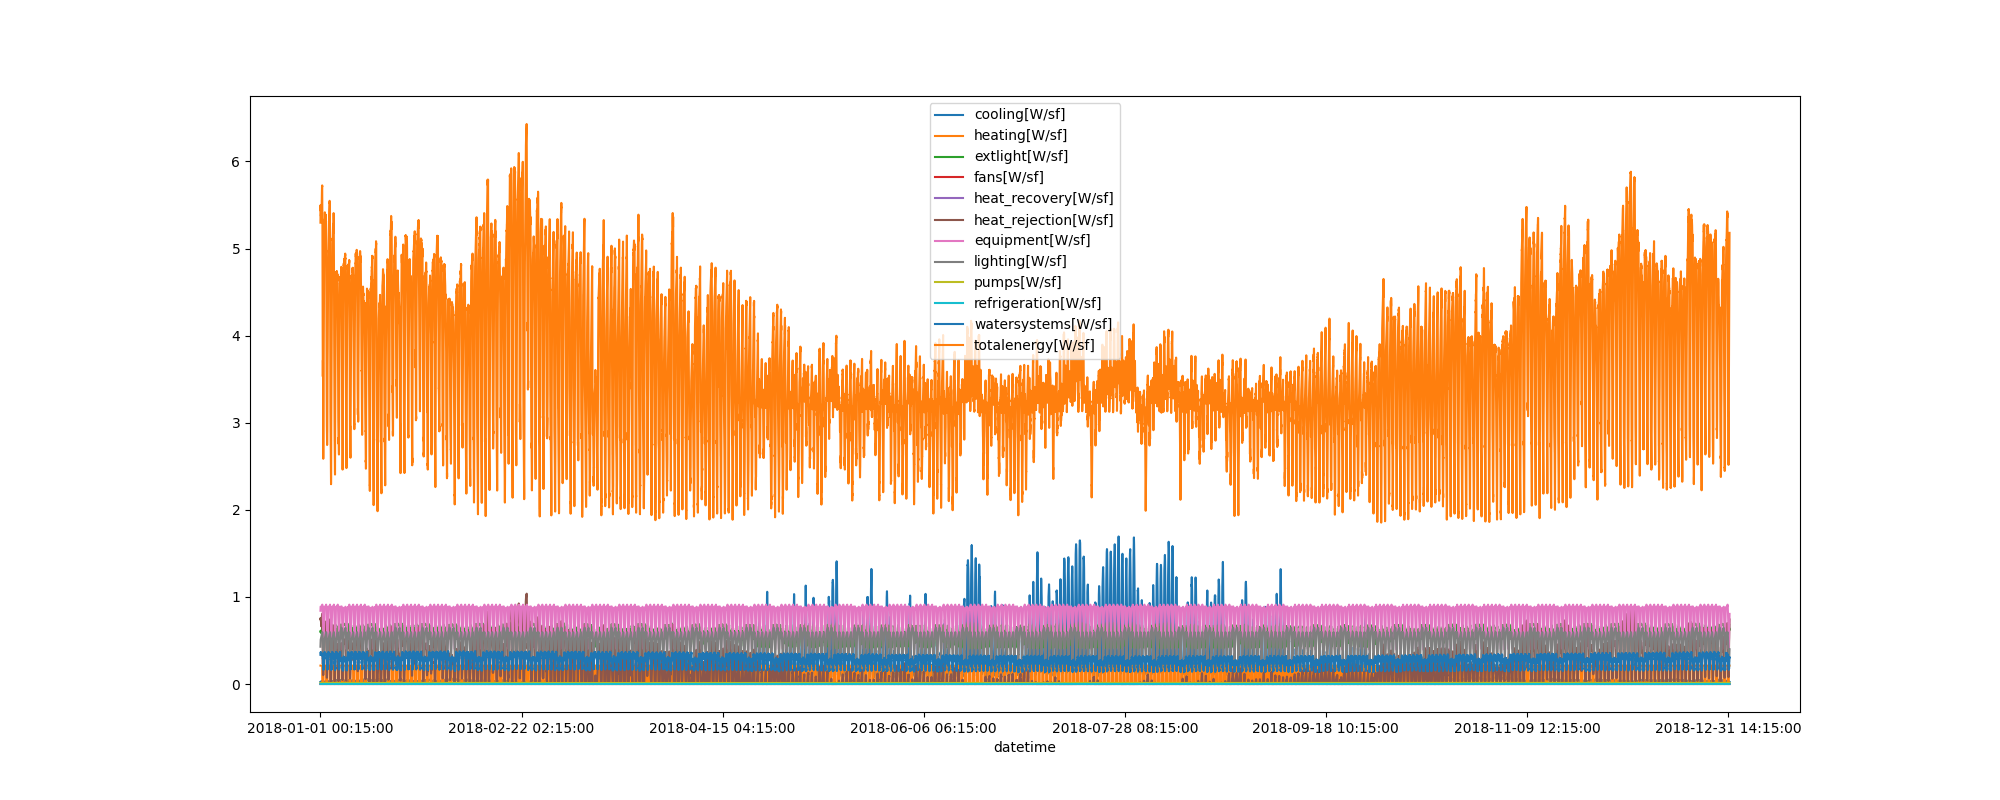 cooling[W/sf]
heating[W/sf]
extlight[W/sf]
fans[W/sf]
heat_recovery[W/sf]
heat_rejection[W/sf]
equipment[W/sf]
lighting[W/sf]
pumps[W/sf]
refrigeration[W/sf]
watersystems[W/sf]
totalenergy[W/sf]
6
5
4
3
2
1
0
2018-01-01 00:15:00
2018-02-22 02:15:00
2018-04-15 04:15:00
2018-06-06 06:15:00
2018-07-28 08:15:00
2018-09-18 10:15:00
2018-11-09 12:15:00
2018-12-31 14:15:00
datetime